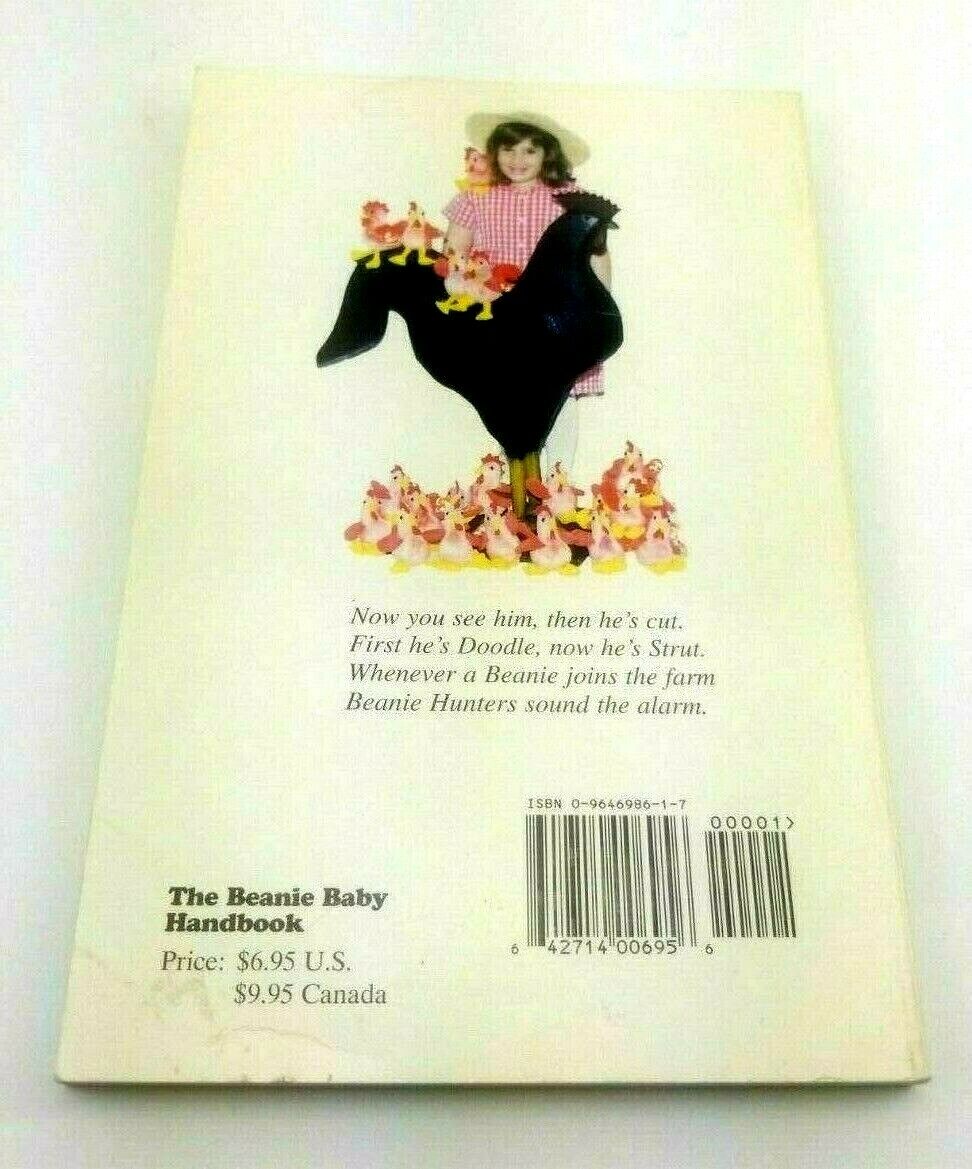 Now you see him, then he's cut.
First he's Doodle, now he's Strut.
Whenever a Beanie joins the farm
Beanie Hunters sound the alarm.
ISBN 0-9646986-1-7
00001>
6 42714 00695 6
The Beanie Baby
Handbook
Price: $6.95 U.S.
$9.95 Canada